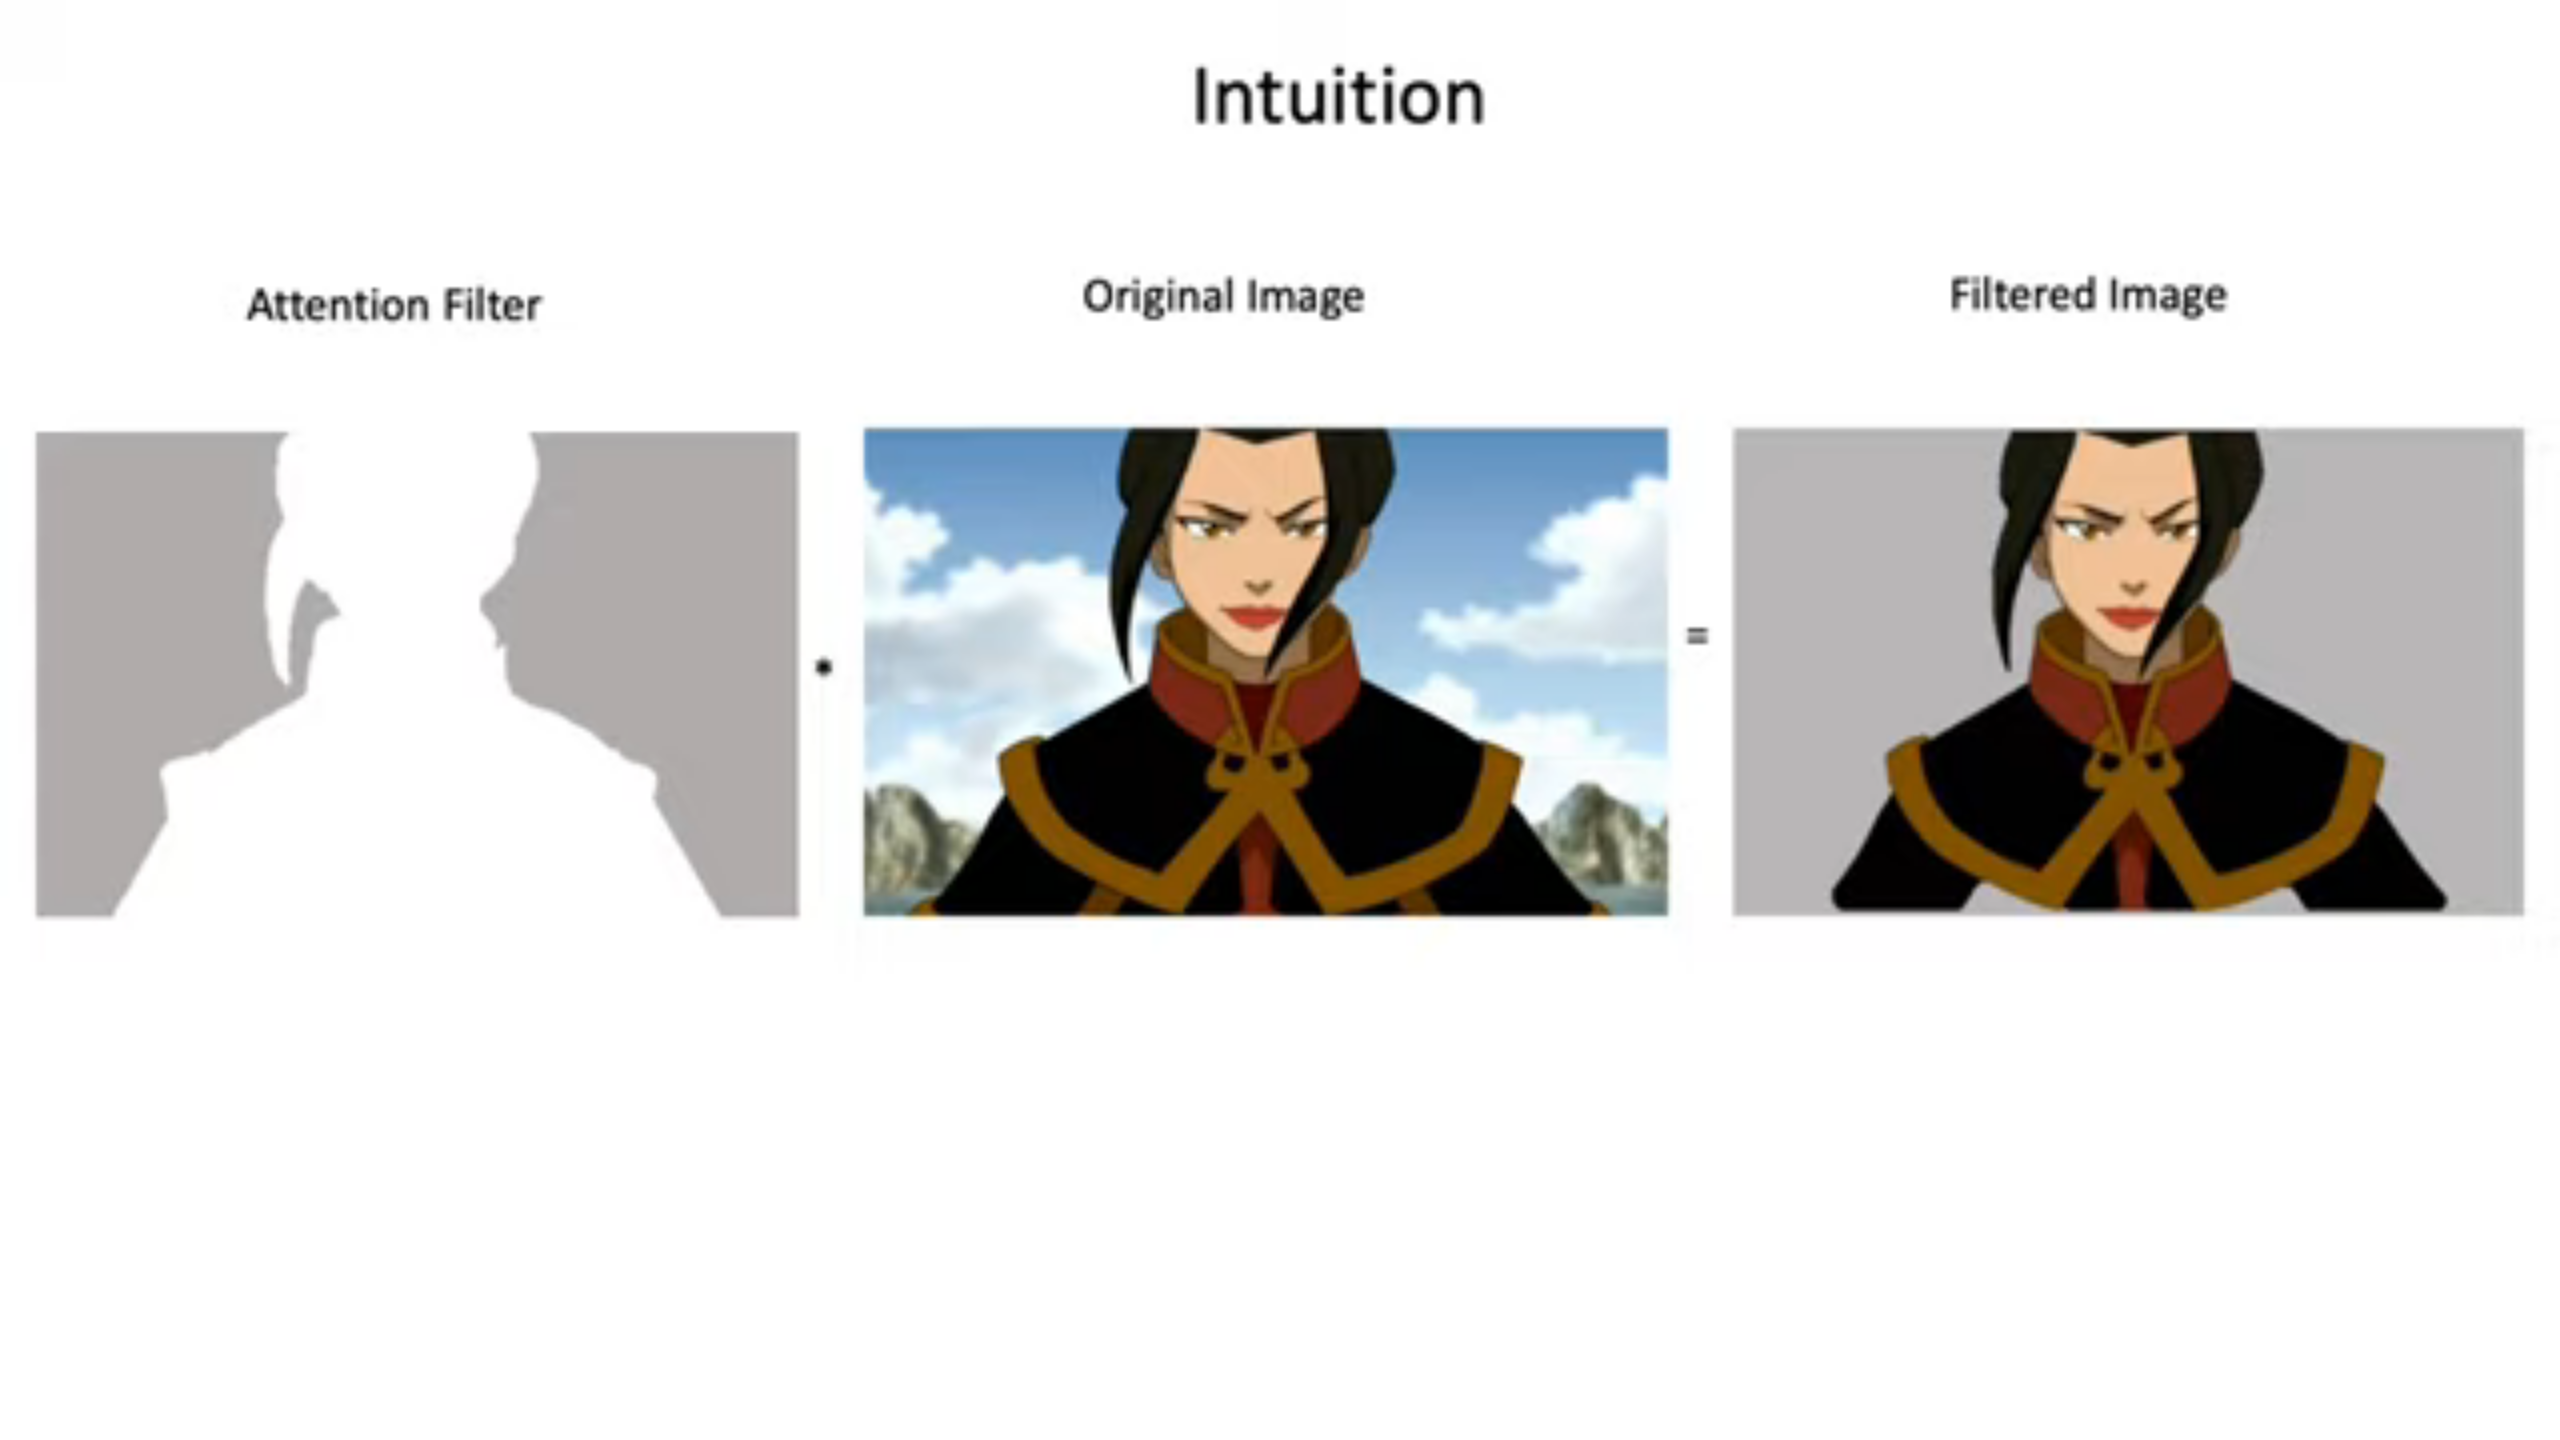 Intuition
Attention Filter
Original Image
Filtered Image
• =